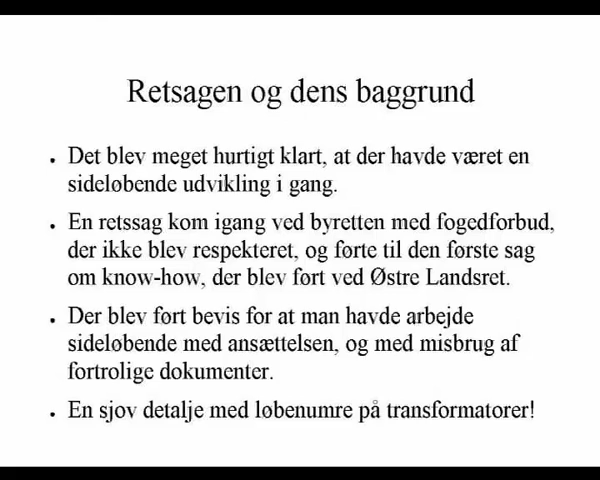 Retsagen og dens baggrund
• Det blev meget hurtigt klart, at der havde været en
sideløbende udvikling i gang.
• En retssag kom igang ved byretten med fogedforbud,
der ikke blev respekteret, og førte til den første sag
om know-how, der blev ført ved Østre Landsret.
• Der blev ført bevis for at man havde arbejde
sideløbende med ansættelsen, og med misbrug af
fortrolige dokumenter.
• En sjov detalje med løbenumre på transformatorer!